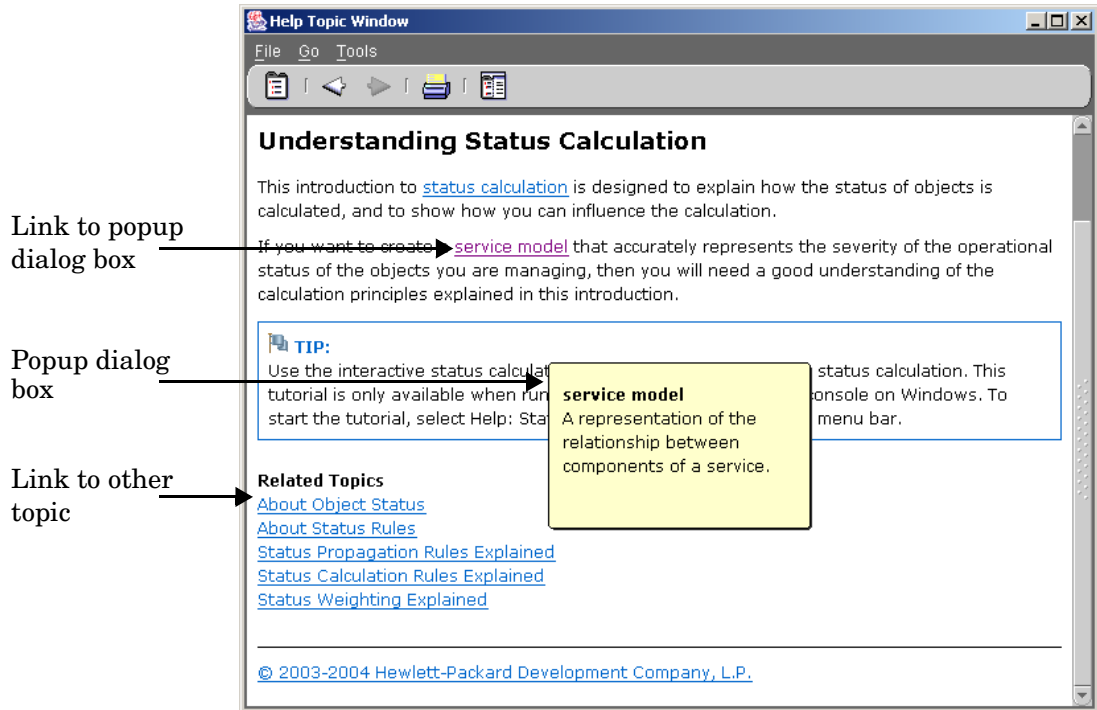 Help Topic Window
File Go Tools
Understanding Status Calculation
This introduction to status calculation is designed to explain how the status of objects is
calculated, and to show how you can influence the calculation.
Link to popup
dialog box
If you want to create a service model that accurately represents the severity of the operational
status of the objects you are managing, then you will need a good understanding of the
calculation principles explained in this introduction.
TIP:
Popup dialog
box
Use the interactive status status calculation. This
tutorial is only available when onsole on Windows. To
start the tutorial, select Help: menu bar.
service model
A representation of the
relationship between
components of a service.
Link to other
topic
Related Topics
About Object Status
About Status Rules
Status Propagation Rules Explained
Status Calculation Rules Explained
Status Weighting Explained
© 2003-2004 Hewlett-Packard Development Company, L.P.